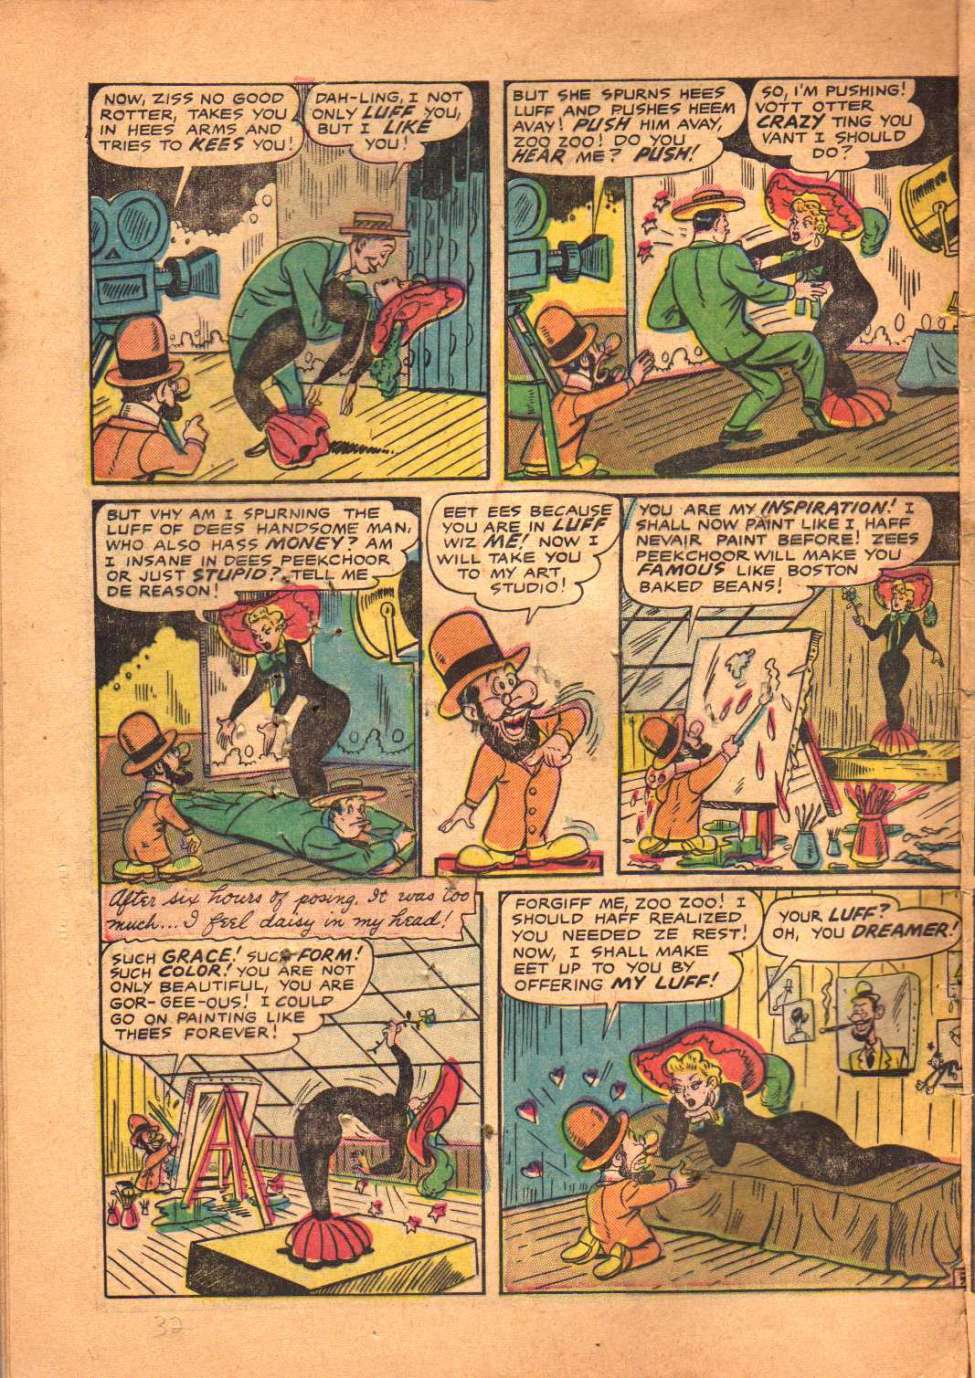 NOW, ZISS NO GOOD
ROTTER, TAKES YOU
IN HEES ARMS AND
TRIES TO KEES YOU!
DAH-LING, I NOT
ONLY LUFF YOU,
BUT I LIKE
YOU!
BUT SHE SPURNS HEES
LUFF AND PUSHES HEEM
AVAY! PUSH HIM AVAY,
ZOO ZOO! DO YOU
HEAR ME? PUSH!
SO, I'M PUSHING!
VOTT OTTER
CRAZY TING YOU
VANT I SHOULD
DO?
BUT VHY AM I SPURNING THE
LUFF OF DEES HANDSOME MAN,
WHO ALSO HASS MONEY? AM
I INSANE IN DEES PEEKCHOOR
OR JUST STUPID? TELL ME
DE REASON!
EET EES BECAUSE
YOU ARE IN LUFF
WIZ ME! NOW I
WILL TAKE YOU
TO MY ART
STUDIO!
YOU ARE MY INSPIRATION! I
SHALL NOW PAINT LIKE I HAFF
NEVAIR PAINT BEFORE! ZEES
PEEKCHOOR WILL MAKE YOU
FAMOUS LIKE BOSTON
BAKED BEANS!
After six hours of posing. It was too
much... I feel daisy in my head!
SUCH GRACE! SUCH FORM!
SUCH COLOR! YOU ARE NOT
ONLY BEAUTIFUL, YOU ARE
GOR-GEE-OUS! I COULD
GO ON PAINTING LIKE
THEES FOREVER!
FORGIFF ME, ZOO ZOO! I
SHOULD HAFF REALIZED
YOU NEEDED ZE REST!
NOW, I SHALL MAKE
EET UP TO YOU BY
OFFERING MY LUFF!
YOUR LUFF?
OH, YOU DREAMER!
32